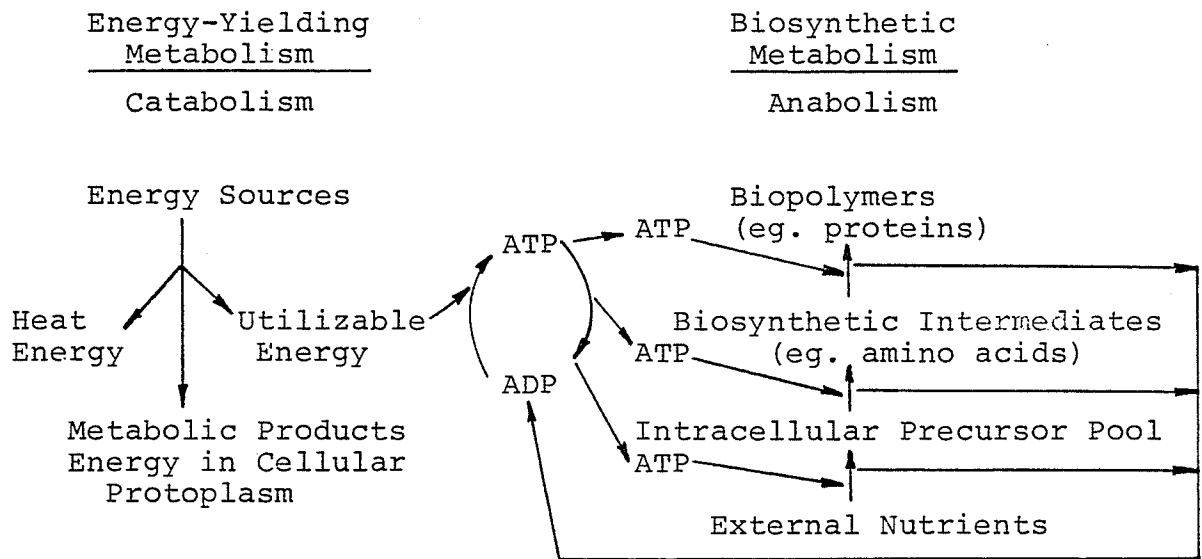 Energy-Yielding
Metabolism
Catabolism
Biosynthetic
Metabolism
Anabolism
Energy Sources
Heat
Energy
Utilizable
Energy
Metabolic Products
Energy in Cellular
Protoplasm
ATP
ADP
ATP
Biopolymers
(eg. proteins)
Biosynthetic Intermediates
ATP
(eg. amino acids)
Intracellular Precursor Pool
ATP
External Nutrients